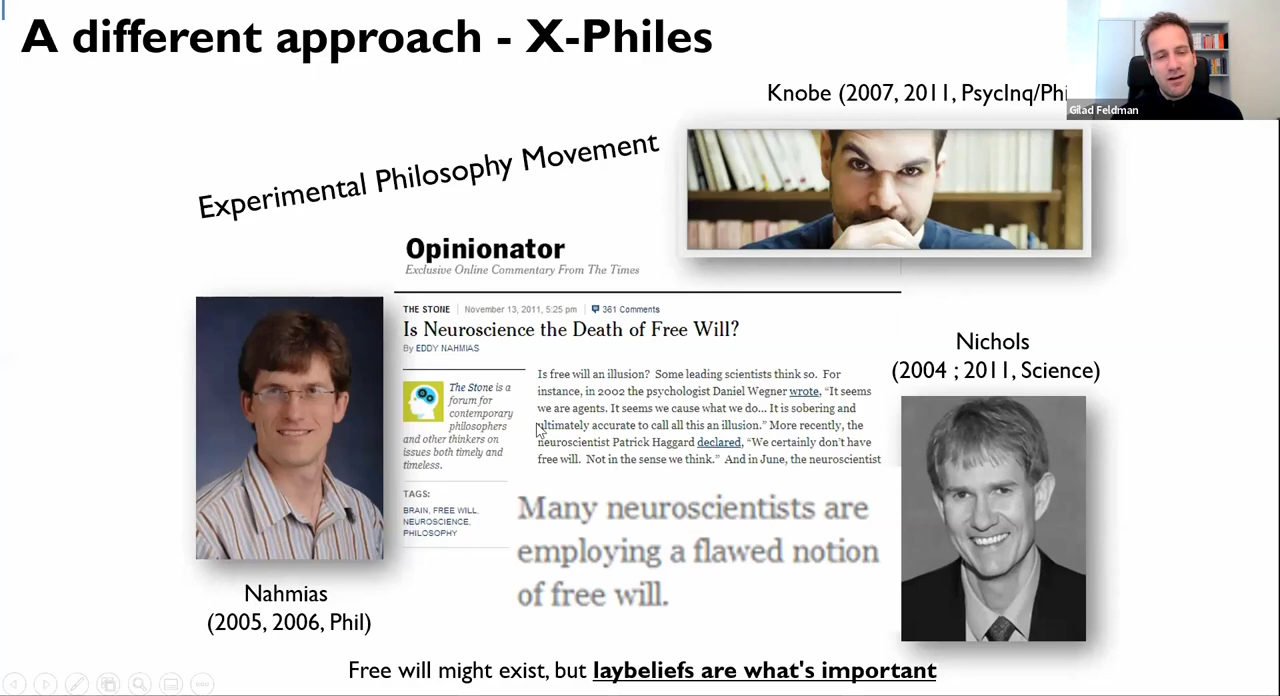 A different approach - X-Philes
Knobe (2007, 2011, PsycInq/Phi
Gilad Feldman
Experimental Philosophy Movement
Opinionator
Exclusive Online Commentary From The Times
THE STONE | November 13, 2011, 5:25 pm | 361 Comments
Is Neuroscience the Death of Free Will?
By EDDY NAHMIAS
The Stone is a
forum for
contemporary
philosophers
and other thinkers on
issues both timely and
timeless.
TAGS:
BRAIN, FREE WILL,
NEUROSCIENCE,
PHILOSOPHY
Is free will an illusion? Some leading scientists think so. For
instance, in 2002 the psychologist Daniel Wegner wrote, “It seems
we are agents. It seems we cause what we do… It is sobering and
ultimately accurate to call all this an illusion.” More recently, the
neuroscientist Patrick Haggard declared, “We certainly don’t have
free will. Not in the sense we think.” And in June, the neuroscientist
Many neuroscientists are
employing a flawed notion
of free will.
Nahmias
(2005, 2006, Phil)
Nichols
(2004 ; 2011, Science)
Free will might exist, but laybeliefs are what's important